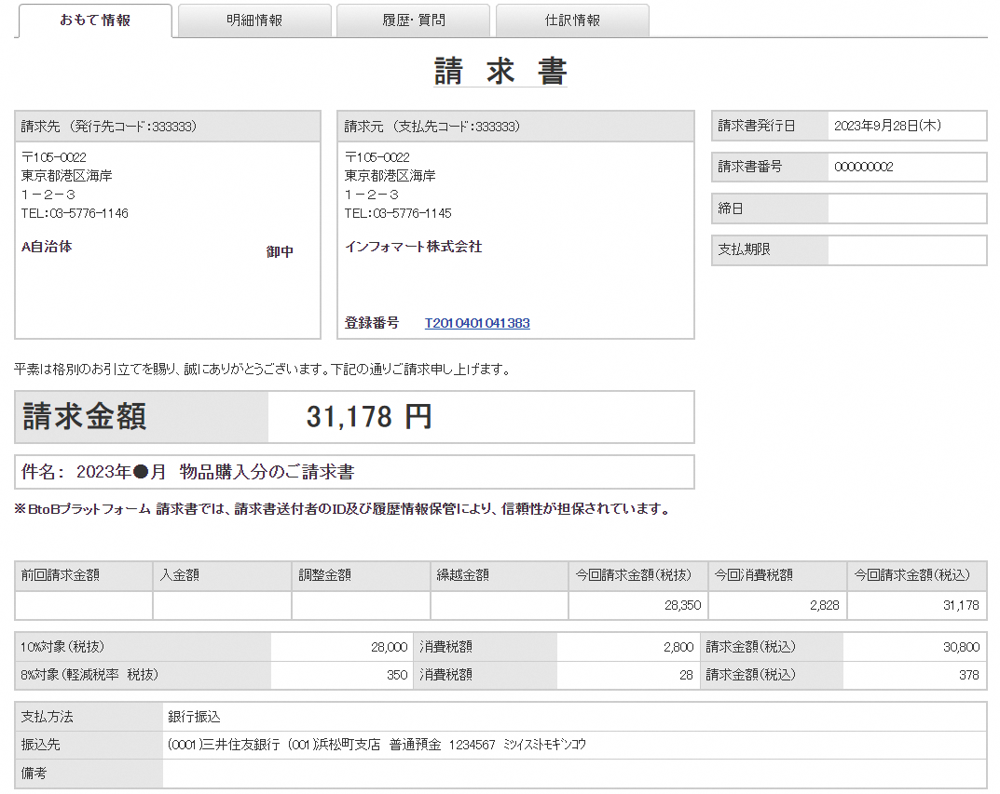 おもて情報
明細情報
履歴・質問
仕訳情報
請 求 書
請求先 （発行先コード：333333）
〒105-0022
東京都港区海岸
１－２－３
TEL：03-5776-1146
A自治体
御中
請求元 （支払先コード：333333）
〒105-0022
東京都港区海岸
１－２－３
TEL：03-5776-1145
インフォマート株式会社
登録番号 T2010401041383
請求書発行日 2023年9月28日(木)
請求書番号 000000002
締日
支払期限
平素は格別のお引立てを賜り、誠にありがとうございます。下記の通りご請求申し上げます。
請求金額 31,178 円
件名： 2023年●月 物品購入分のご請求書
※BtoBプラットフォーム 請求書では、請求書送付者のID及び履歴情報保管により、信頼性が担保されています。
前回請求金額 入金額 調整金額 繰越金額 今回請求金額(税抜) 今回消費税額 今回請求金額(税込)
28,350 2,828 31,178
10%対象(税抜) 28,000 消費税額 2,800 請求金額(税込) 30,800
8%対象(軽減税率 税抜) 350 消費税額 28 請求金額(税込) 378
支払方法 銀行振込
振込先 (0001)三井住友銀行 (001)浜松町支店 普通預金 1234567 ﾐﾂｲｽﾐﾄﾓｷﾞﾝｺｳ
備考